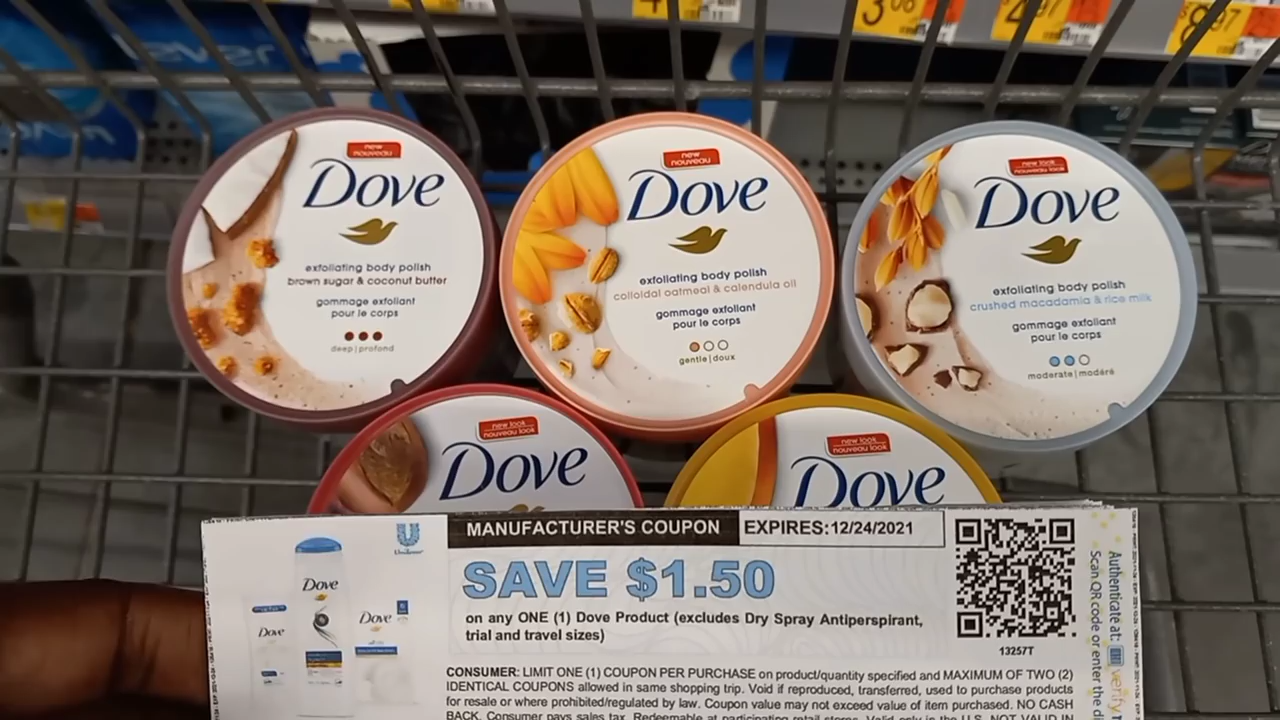 ever
3.08
4.97
new
nouveau
Dove
exfoliating body polish
brown sugar & coconut butter
gommage exfoliant
pour le corps
deep | profond
new
nouveau
Dove
exfoliating body polish
colloidal oatmeal & calendula oil
gommage exfoliant
pour le corps
gentle | doux
new look
nouveau look
Dove
exfoliating body polish
crushed macadamia & rice milk
gommage exfoliant
pour le corps
moderate | modéré
new look
nouveau look
Dove
new look
nouveau look
Dove
Unilever
Dove
Dove
Dove
MANUFACTURER'S COUPON
EXPIRES: 12/24/2021
SAVE $1.50
on any ONE (1) Dove Product (excludes Dry Spray Antiperspirant,
trial and travel sizes)
13257T
Authenticate at: verify
Scan QR code or enter the d
CONSUMER: LIMIT ONE (1) COUPON PER PURCHASE on product/quantity specified and MAXIMUM OF TWO (2)
IDENTICAL COUPONS allowed in same shopping trip. Void if reproduced, transferred, used to purchase products
for resale or where prohibited/regulated by law. Coupon value may not exceed value of item purchased. NO CASH
BACK. Consumer pays sales tax. Redeemable at participating retail stores. Valid only in the U.S. NOT VALID IN